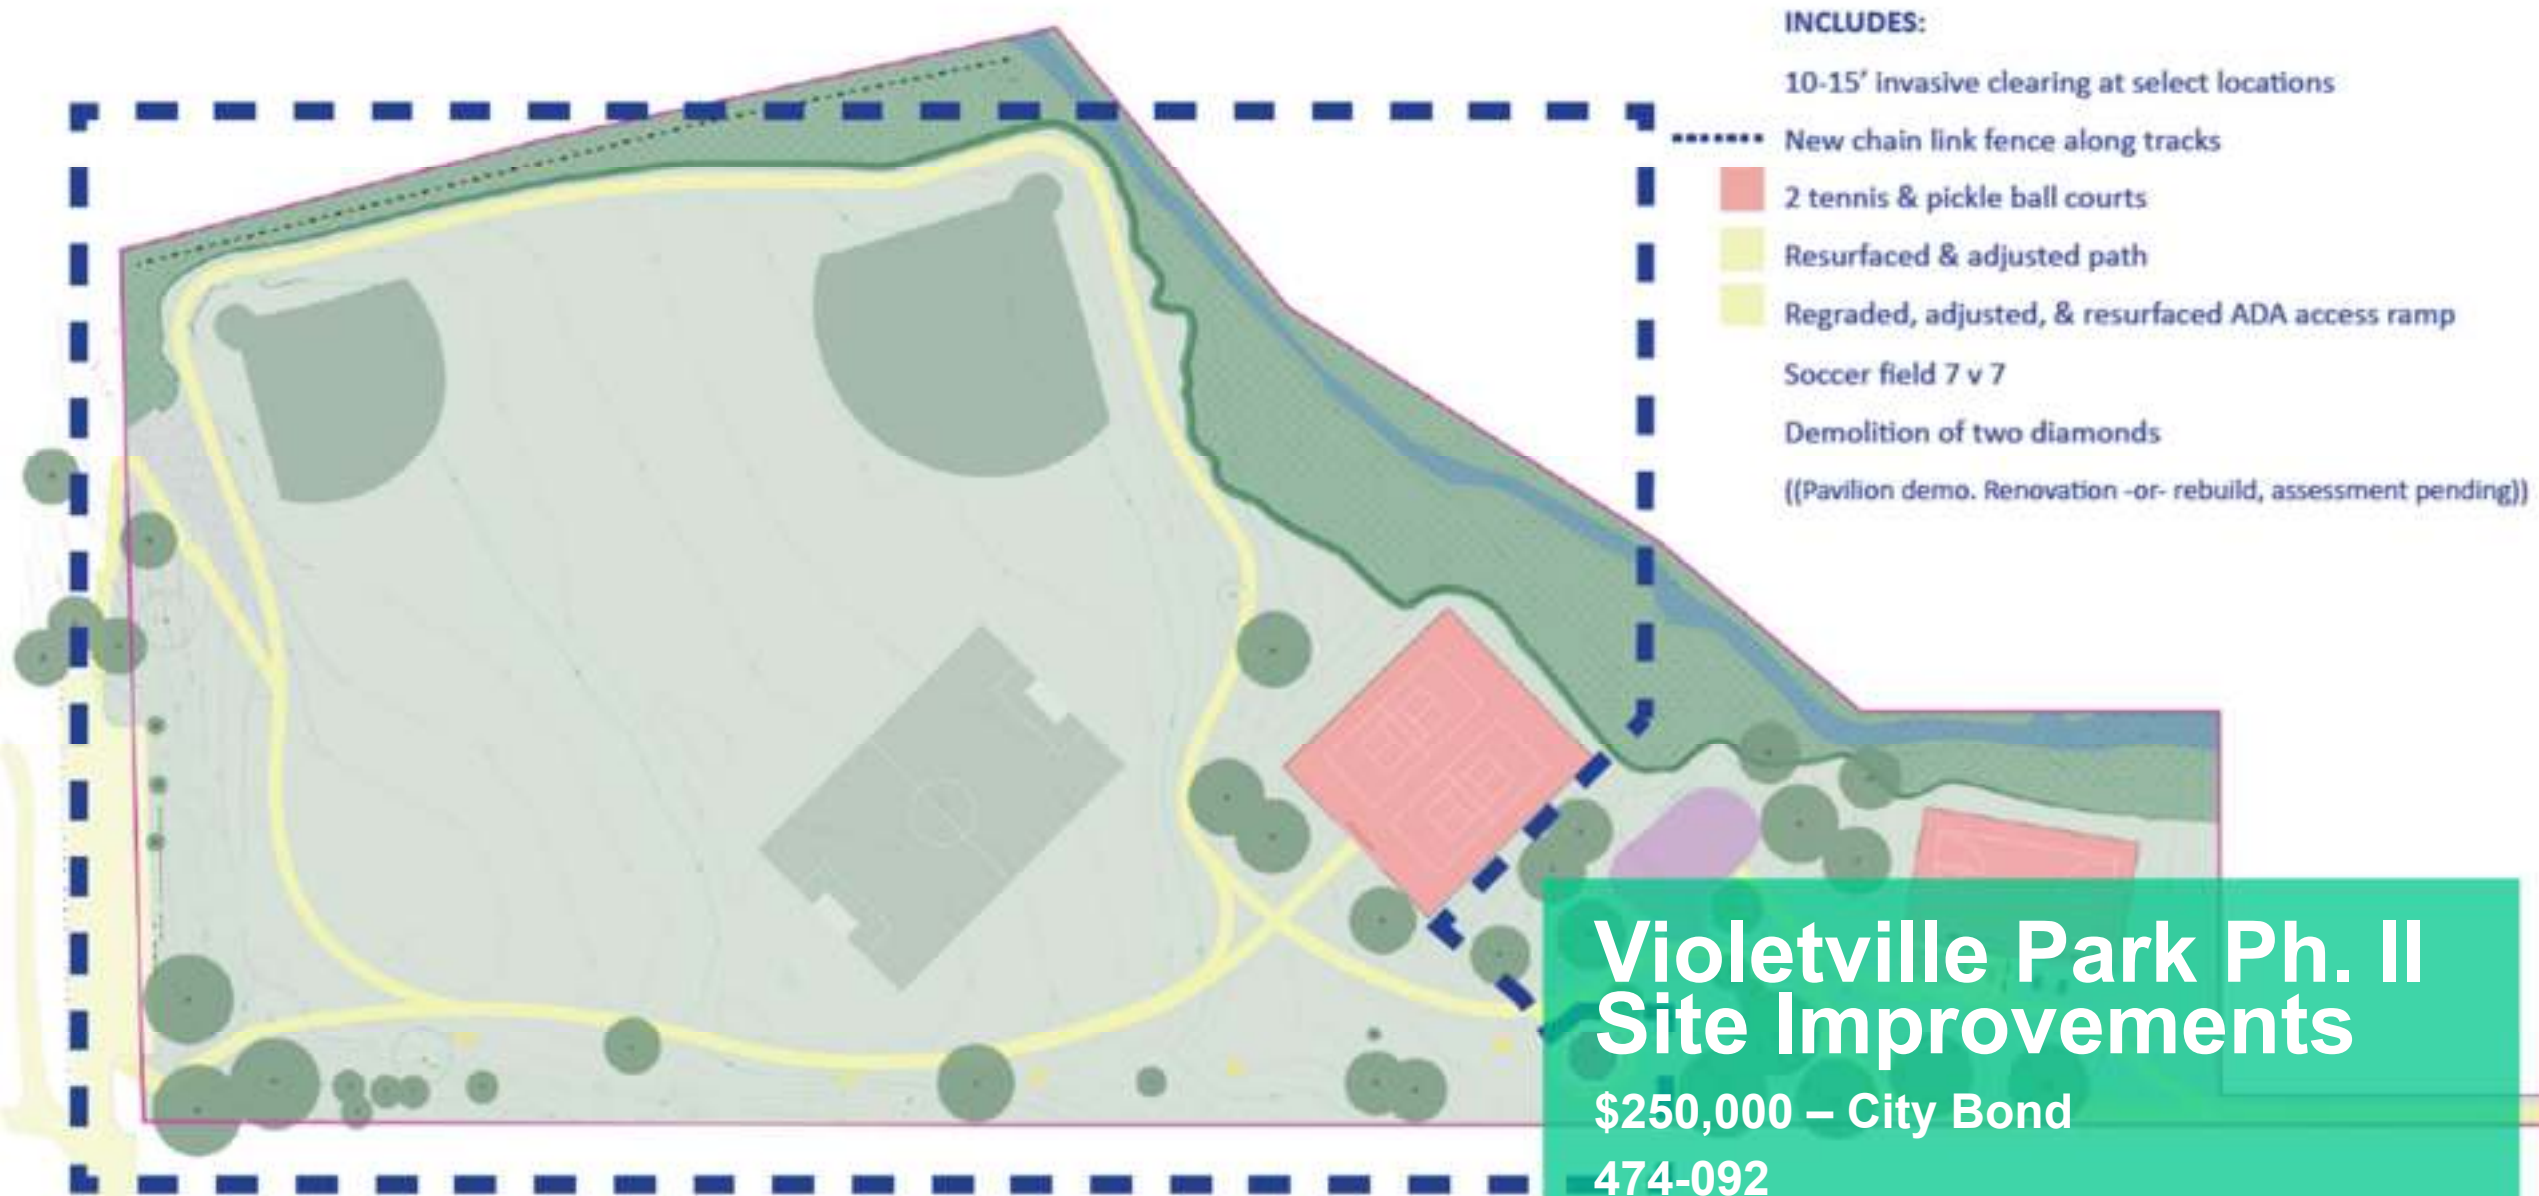 INCLUDES:
10-15' invasive clearing at select locations
New chain link fence along tracks
2 tennis & pickle ball courts
Resurfaced & adjusted path
Regraded, adjusted, & resurfaced ADA access ramp
Soccer field 7 v 7
Demolition of two diamonds
((Pavilion demo. Renovation -or- rebuild, assessment pending))
Violetville Park Ph. II
Site Improvements
$250,000 – City Bond
474-092